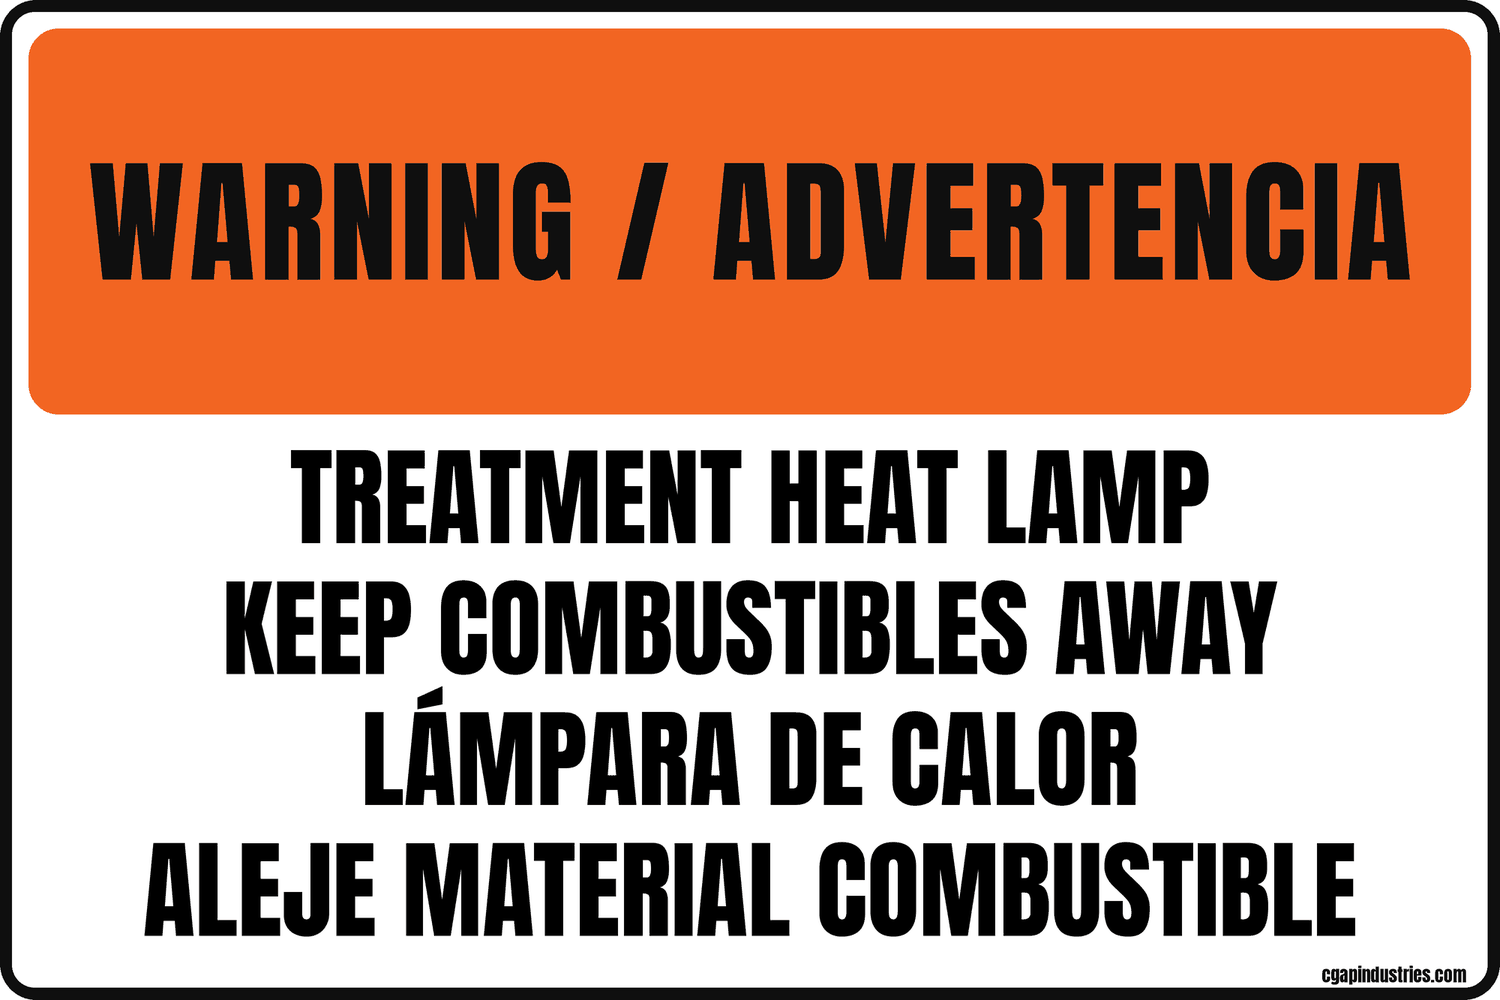 WARNING / ADVERTENCIA
TREATMENT HEAT LAMP
KEEP COMBUSTIBLES AWAY
LÁMPARA DE CALOR
ALEJE MATERIAL COMBUSTIBLE
cgapindustries.com